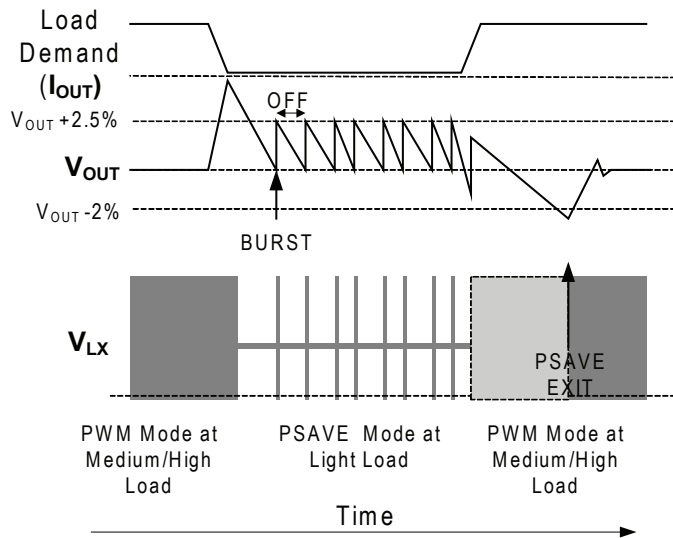 Load
Demand
(IOUT)
VOUT +2.5%
OFF
VOUT
VOUT -2%
BURST
VLX
PSAVE
EXIT
PWM Mode at
Medium/High
Load
PSAVE Mode at
Light Load
PWM Mode at
Medium/High
Load
Time